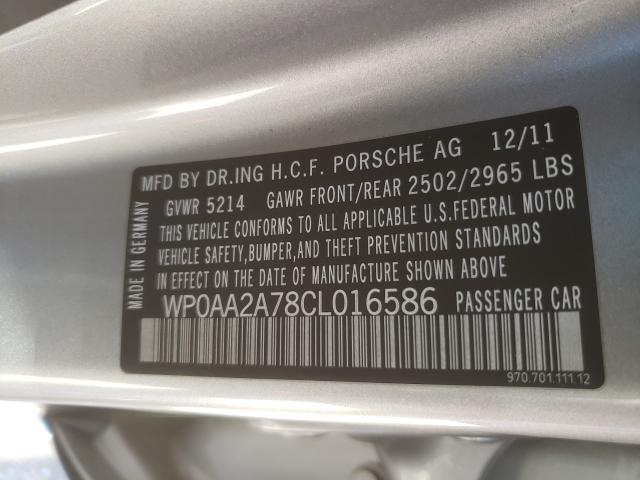 MFD BY DR.ING H.C.F. PORSCHE AG 12/11
GVWR 5214 GAWR FRONT/REAR 2502/2965 LBS
THIS VEHICLE CONFORMS TO ALL APPLICABLE U.S.FEDERAL MOTOR
VEHICLE SAFETY,BUMPER,AND THEFT PREVENTION STANDARDS
IN EFFECT ON THE DATE OF MANUFACTURE SHOWN ABOVE
WP0AA2A78CL016586 PASSENGER CAR
MADE IN GERMANY
970.701.111.12